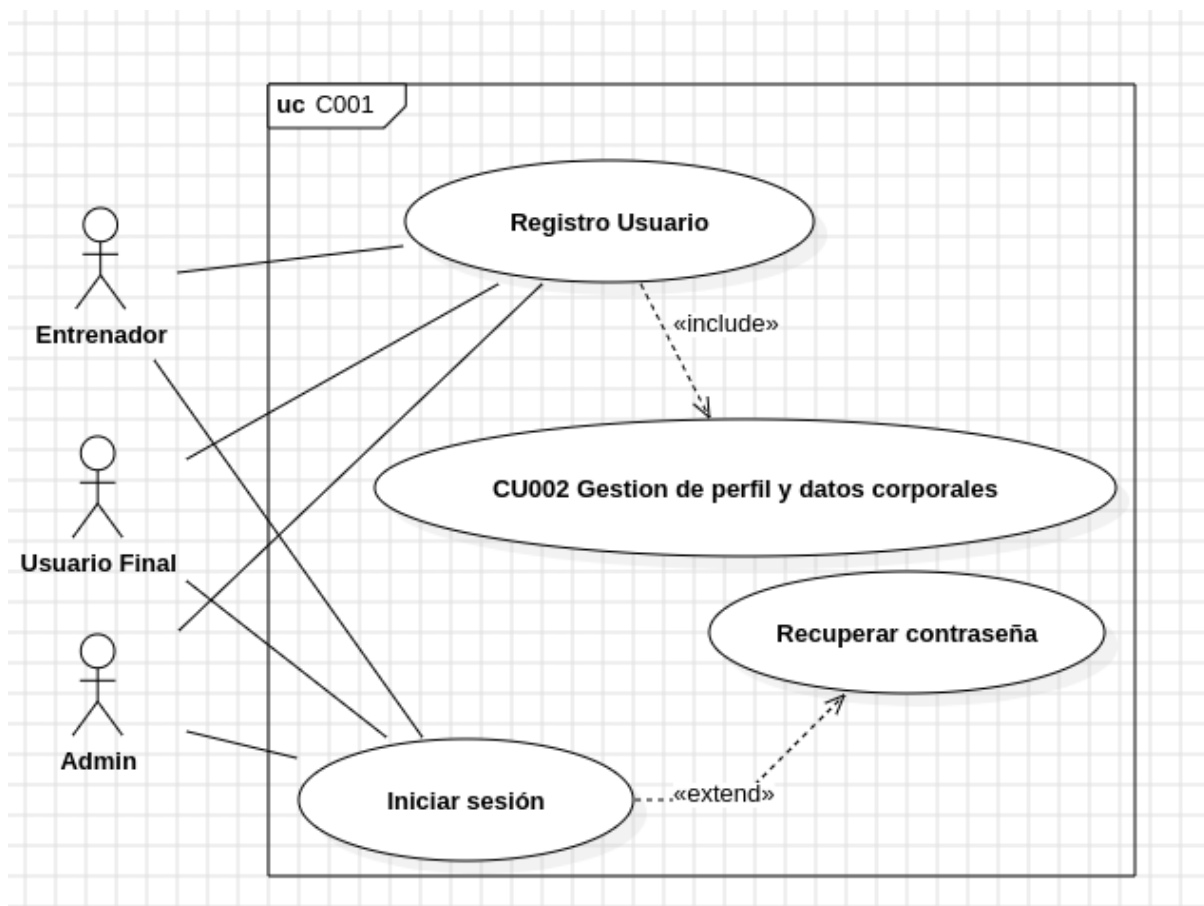 uc C001
Registro Usuario
Entrenador
«include»
CU002 Gestion de perfil y datos corporales
Usuario Final
Recuperar contraseña
Admin
Iniciar sesión
«extend»